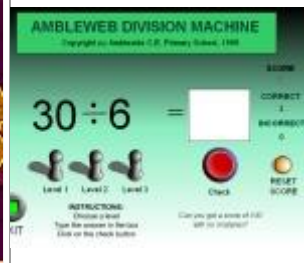 AMBLEWEB DIVISION MACHINE
Copyright (c) Ambleweb C.E. Primary School, 1999
SCORE
30÷6 =
CORRECT
1
INCORRECT
0
Level 1 Level 2 Level 3
Check
RESET
SCORE
INSTRUCTIONS:
Choose a level
Type the answer in the box
Click on the check button
Can you get a score of 100
with no mistakes?